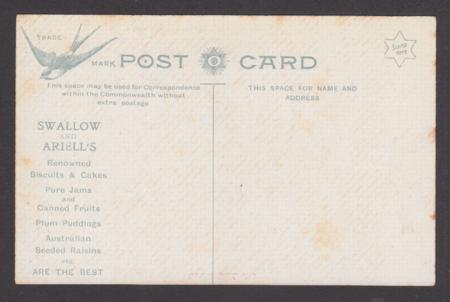 TRADE
MARK
POST CARD
Stamp
here
This space may be used for Correspondence
within the Commonwealth without
extra postage
THIS SPACE FOR NAME AND
ADDRESS
SWALLOW
AND
ARIELL'S
Renowned
Biscuits & Cakes
Pure Jams
and
Canned Fruits
Plum Puddings
Australian
Seeded Raisins
etc.
ARE THE BEST